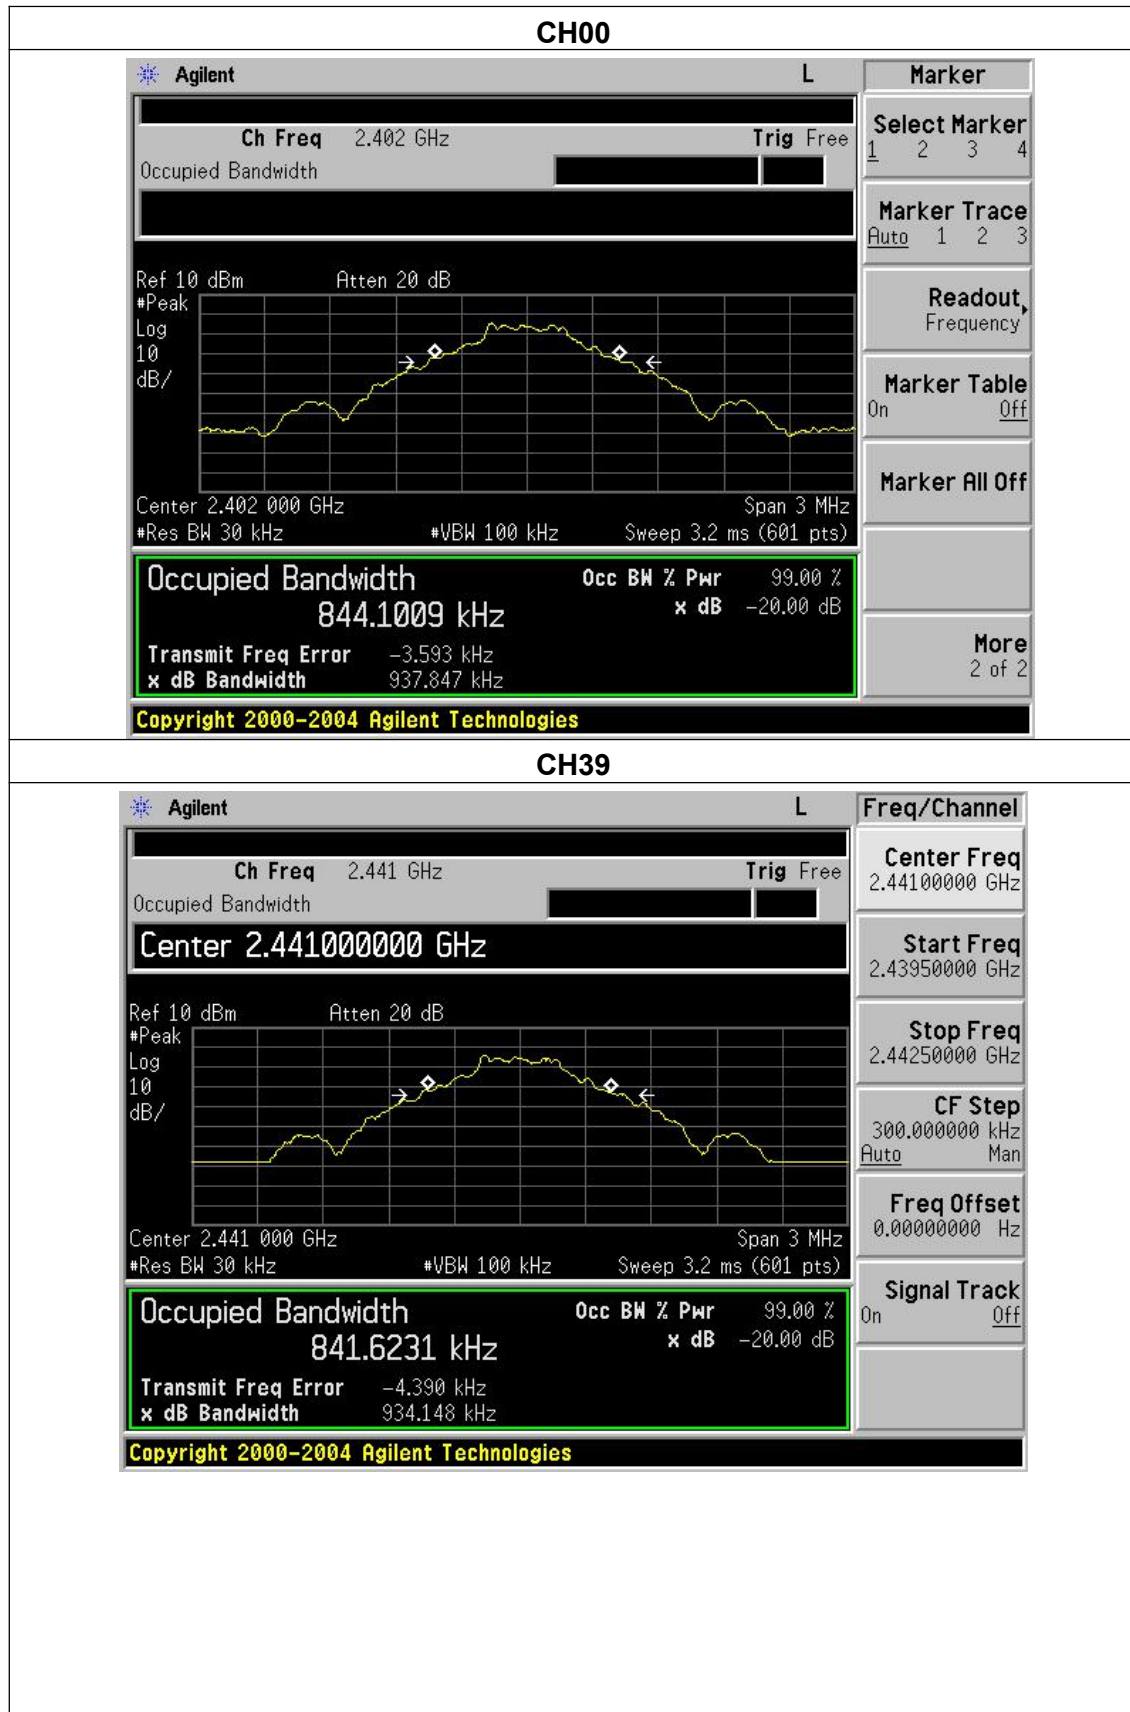 CH00
Agilent L Marker
Ch Freq 2.402 GHz Trig Free
Occupied Bandwidth
Select Marker
1 2 3 4
Marker Trace
Auto 1 2 3
Readout
Frequency
Marker Table
On Off
Marker All Off
More
2 of 2
Ref 10 dBm Atten 20 dB
#Peak
Log
10
dB/
Center 2.402 000 GHz Span 3 MHz
#Res BW 30 kHz #VBW 100 kHz Sweep 3.2 ms (601 pts)
Occupied Bandwidth Occ BW % Pwr 99.00 %
844.1009 kHz x dB -20.00 dB
Transmit Freq Error -3.593 kHz
x dB Bandwidth 937.847 kHz
Copyright 2000-2004 Agilent Technologies
CH39
Agilent L Freq/Channel
Ch Freq 2.441 GHz Trig Free
Occupied Bandwidth
Center 2.441000000 GHz
Center Freq
2.44100000 GHz
Start Freq
2.43950000 GHz
Stop Freq
2.44250000 GHz
CF Step
300.000000 kHz
Auto Man
Freq Offset
0.00000000 Hz
Signal Track
On Off
Ref 10 dBm Atten 20 dB
#Peak
Log
10
dB/
Center 2.441 000 GHz Span 3 MHz
#Res BW 30 kHz #VBW 100 kHz Sweep 3.2 ms (601 pts)
Occupied Bandwidth Occ BW % Pwr 99.00 %
841.6231 kHz x dB -20.00 dB
Transmit Freq Error -4.390 kHz
x dB Bandwidth 934.148 kHz
Copyright 2000-2004 Agilent Technologies